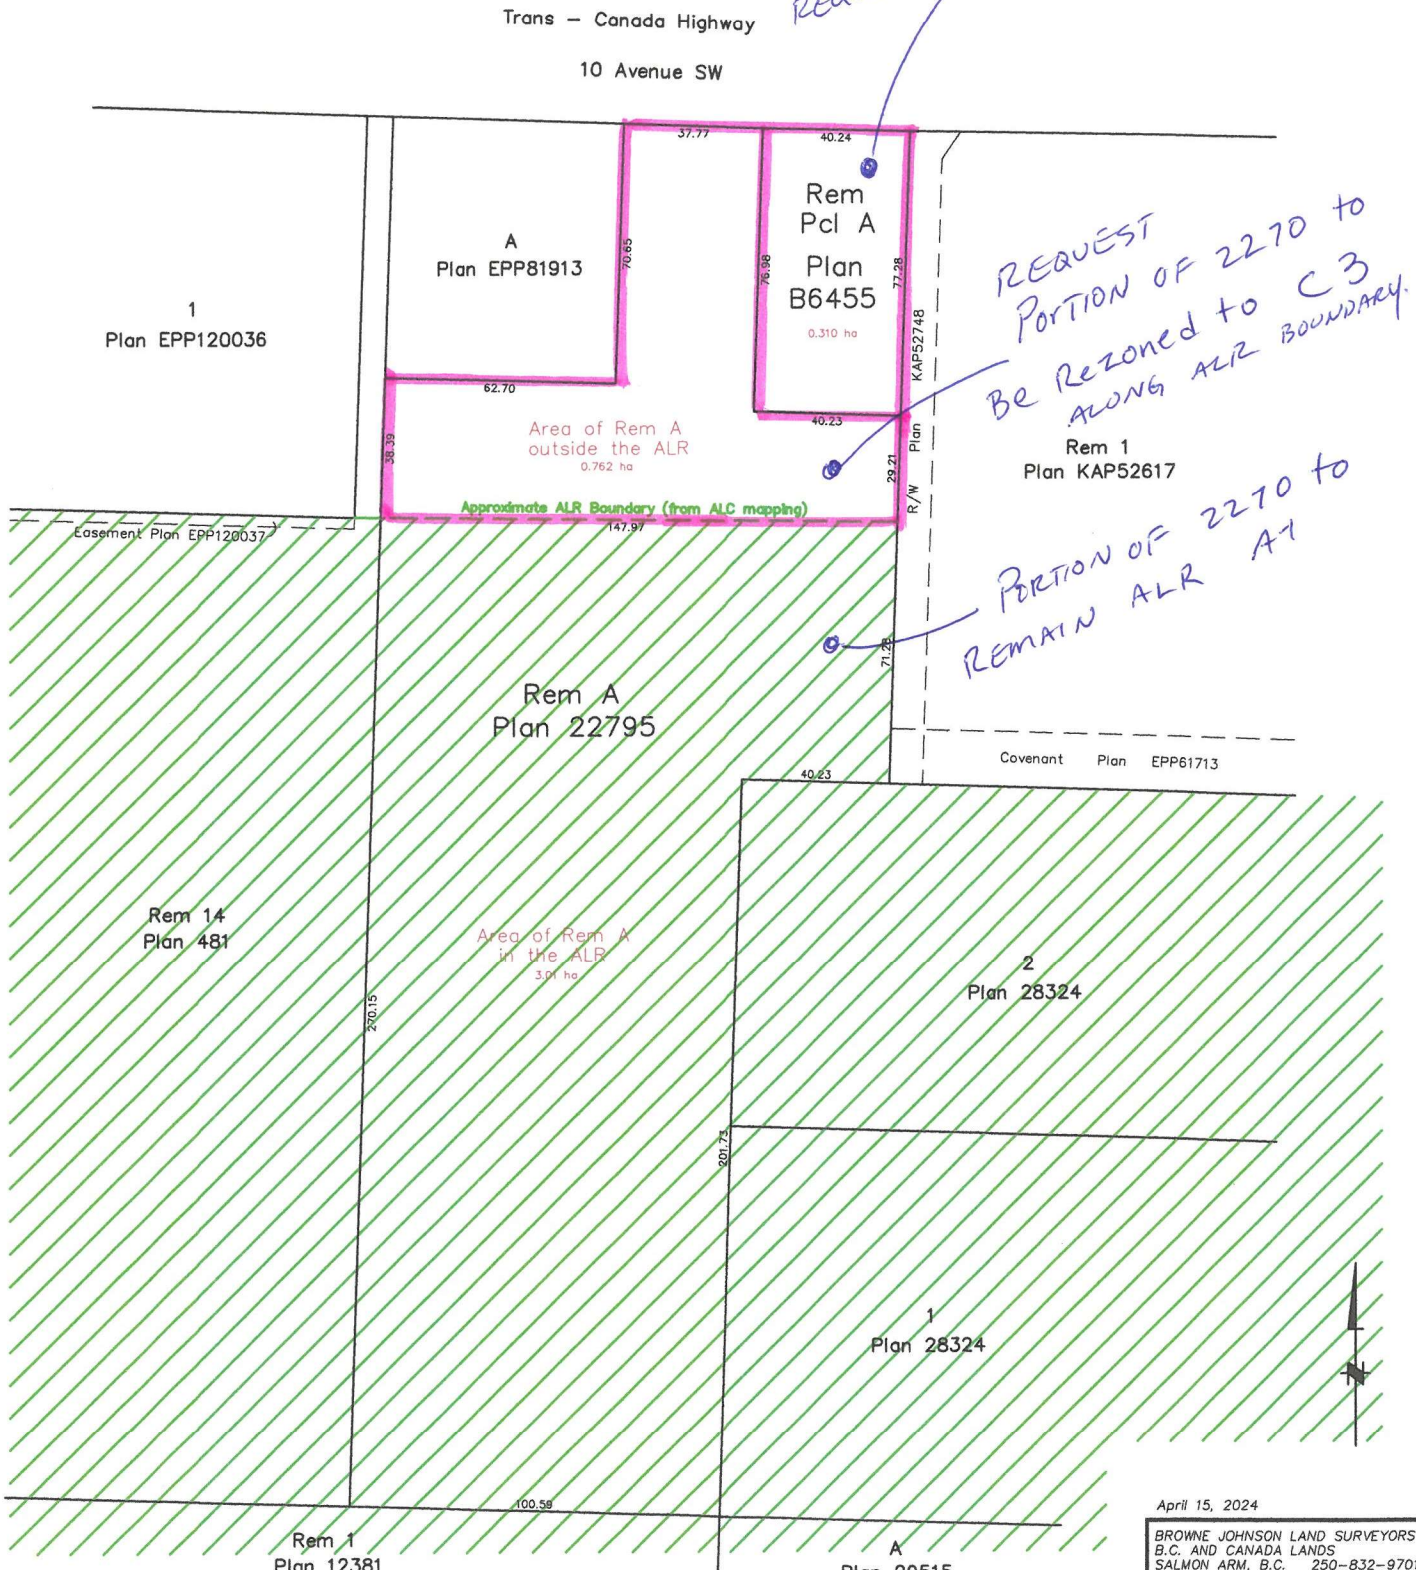 Trans - Canada Highway
10 Avenue SW
37.77
40.24
Rem
Pcl A
Plan
B6455
0.310 ha
76.98
77.28
70.65
A
Plan EPP81913
1
Plan EPP120036
62.70
40.23
38.39
29.21
R/W Plan KAP52748
REQUEST
PORTION OF 2270 to
Be Rezoned to C3
ALONG ALR BOUNDARY.
Area of Rem A
outside the ALR
0.762 ha
Rem 1
Plan KAP52617
Approximate ALR Boundary (from ALC mapping)
147.97
Easement Plan EPP120037
PORTION OF 2270 to
REMAIN ALR A1
71.28
Rem A
Plan 22795
40.23
Covenant Plan EPP61713
Rem 14
Plan 481
Area of Rem A
in the ALR
3.01 ha
2
Plan 28324
270.15
201.73
1
Plan 28324
N
100.59
Rem 1
Plan 12381
A
April 15, 2024
BROWNE JOHNSON LAND SURVEYORS
B.C. AND CANADA LANDS
SALMON ARM, B.C. 250-832-9701